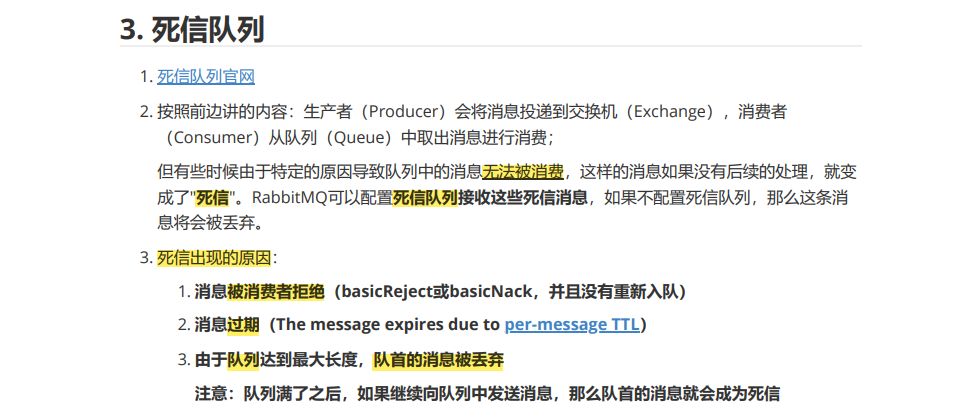 3. 死信队列
1. 死信队列官网
2. 按照前边讲的内容：生产者（Producer）会将消息投递到交换机（Exchange），消费者
（Consumer）从队列（Queue）中取出消息进行消费；
但有些时候由于特定的原因导致队列中的消息无法被消费，这样的消息如果没有后续的处理，就变
成了"死信"。RabbitMQ可以配置死信队列接收这些死信消息，如果不配置死信队列，那么这条消
息将会被丢弃。
3. 死信出现的原因：
1. 消息被消费者拒绝（basicReject或basicNack，并且没有重新入队）
2. 消息过期（The message expires due to per-message TTL）
3. 由于队列达到最大长度，队首的消息被丢弃
注意：队列满了之后，如果继续向队列中发送消息，那么队首的消息就会成为死信